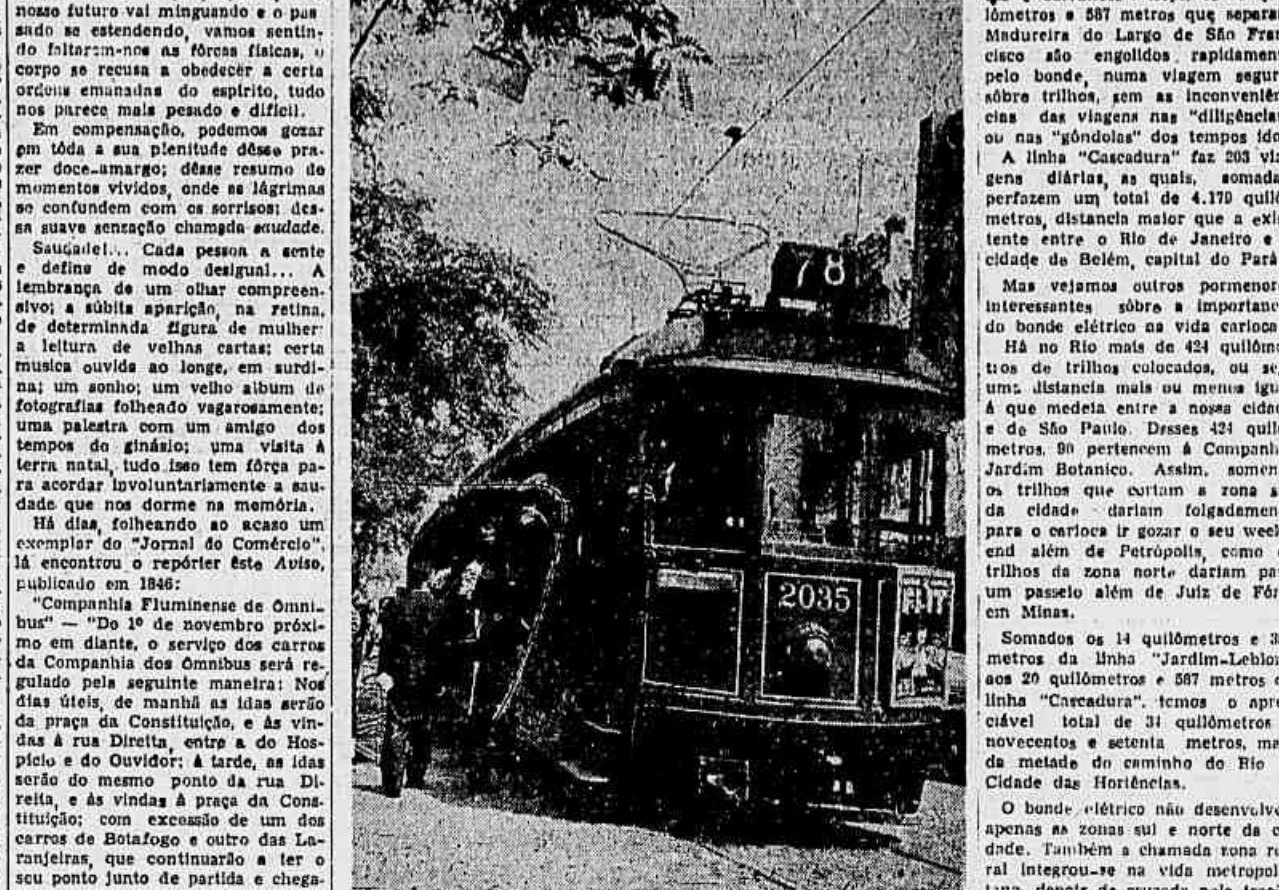 nosso futuro vai minguando e o pas
sado se estendendo, vamos sentin-
do faltarem-nos as fôrças físicas, o
corpo se recusa a obedecer a certa
ordens emanadas do espírito, tudo
nos parece mais pesado e difícil.
Em compensação, podemos gozar
em tôda a sua plenitude dêsse pra-
zer doce-amargo; dêsse resumo de
momentos vividos, onde as lágrimas
se confundem com os sorrisos; des-
sa suave sensação chamada saudade.
Saudade!... Cada pessoa a sente
e define de modo desigual... A
lembrança de um olhar compreen-
sivo; a súbita aparição, na retina,
de determinada figura de mulher
a leitura de velhas cartas; certa
musica ouvida ao longe, em surdi-
na; um sonho; um velho album de
fotografias folheado vagarosamente;
uma palestra com um amigo dos
tempos do ginásio; uma visita à
terra natal, tudo isso tem fôrça pa-
ra acordar involuntariamente a sau-
dade que nos dorme na memória.
Há dias, folheando ao acaso um
exemplar do "Jornal do Comércio",
lá encontrou o repórter êste Aviso,
publicado em 1846:
"Companhia Fluminense de Omni-
bus" — "Do 1º de novembro próxi-
mo em diante, o serviço dos carros
da Companhia dos Omnibus será re-
gulado pela seguinte maneira: Nos
dias úteis, de manhã as idas serão
da praça da Constituição, e às vin-
das à rua Direita, entre a do Hos-
pício e do Ouvidor; à tarde, as idas
serão do mesmo ponto da rua Di-
reita, e às vindas à praça da Cons-
tituição; com excessão de um dos
carros de Botafogo e outro das La-
ranjeiras, que continuarão a ter o
seu ponto junto de partida e chega-
78
2035
FLIT
lômetros e 587 metros que separa
Madureira do Largo de São Fran
cisco são engolidos rapidamen
pelo bonde, numa viagem segur
sôbre trilhos, sem as inconveniên
cias das viagens nas "diligências
ou nas "gôndolas" dos tempos ido
A linha "Cascadura" faz 203 via
gens diárias, as quais, somada
perfazem um total de 4.179 quilô
metros, distancia maior que a exis
tente entre o Rio de Janeiro e
cidade de Belém, capital do Pará
Mas vejamos outros pormenor
interessantes sôbre a importanc
do bonde elétrico na vida carioca
Há no Rio mais de 424 quilôme
tros de trilhos colocados, ou se
uma distancia mais ou menos igu
à que medeia entre a nossa cidad
e de São Paulo. Desses 424 quilô
metros, 90 pertencem à Companhi
Jardim Botanico. Assim, somen
os trilhos que cortam a zona s
da cidade dariam folgadamen
para o carioca ir gozar o seu week
end além de Petrópolis, como
trilhos da zona norte dariam pa
um passeio além de Juiz de Fór
em Minas.
Somados os 14 quilômetros e 3
metros da linha "Jardim-Leblon
aos 20 quilômetros e 587 metros
linha "Cascadura", temos o apre
ciável total de 34 quilômetros
novecentos e setenta metros, ma
da metade do caminho do Rio
Cidade das Hortências.
O bonde elétrico não desenvolve
apenas as zonas sul e norte da c
dade. Também a chamada zona ru
ral integrou-se na vida metropol